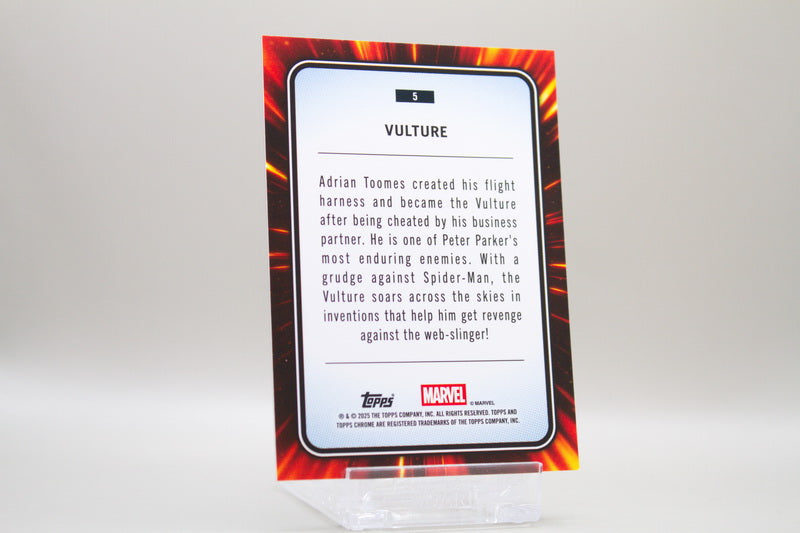 5
VULTURE
Adrian Toomes created his flight
harness and became the Vulture
after being cheated by his business
partner. He is one of Peter Parker's
most enduring enemies. With a
grudge against Spider-Man, the
Vulture soars across the skies in
inventions that help him get revenge
against the web-slinger!
Topps MARVEL © MARVEL
® & © 2025 THE TOPPS COMPANY, INC. ALL RIGHTS RESERVED. TOPPS AND
TOPPS CHROME ARE REGISTERED TRADEMARKS OF THE TOPPS COMPANY, INC.